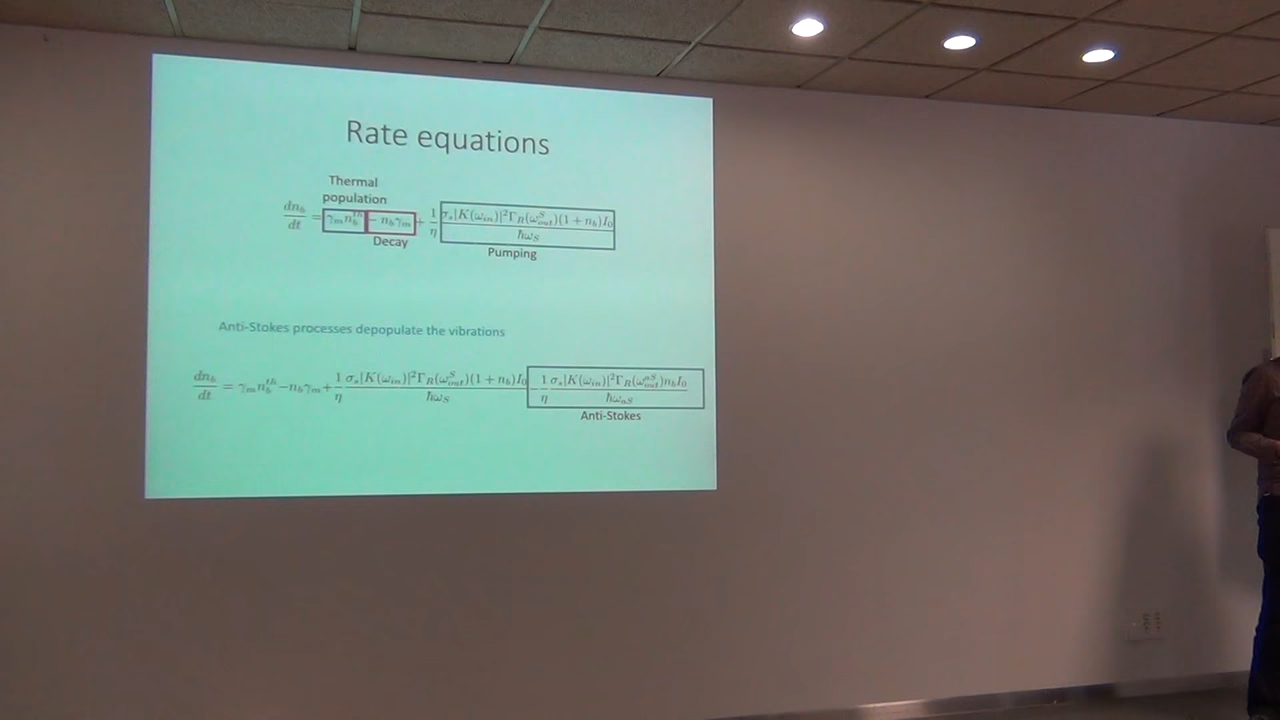 Rate equations
Thermal
population
dn_b/dt = γ_m n_b^th − n_b γ_m + 1/η σ_s|K(ω_in)|²Γ_R(ω_out^S)(1 + n_b)I_0 / ħω_S
Decay
Pumping
Anti-Stokes processes depopulate the vibrations
dn_b/dt = γ_m n_b^th − n_b γ_m + 1/η σ_s|K(ω_in)|²Γ_R(ω_out^S)(1 + n_b)I_0 / ħω_S − 1/η σ_s|K(ω_in)|²Γ_R(ω_out^aS)n_b I_0 / ħω_aS
Anti-Stokes